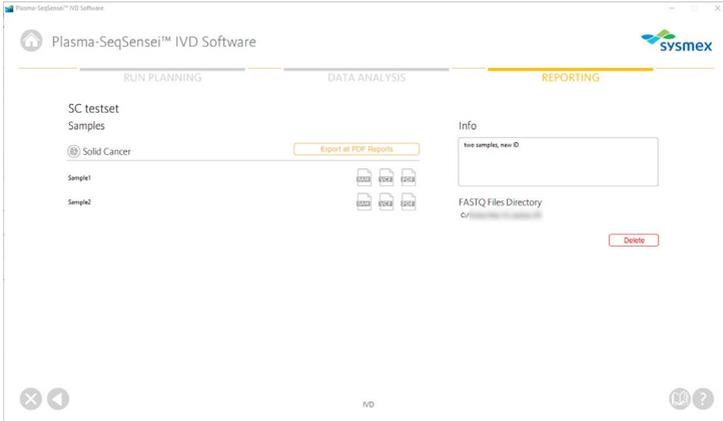 Plasma-SeqSensei™ IVD Software
Plasma-SeqSensei™ IVD Software
sysmex
RUN PLANNING
DATA ANALYSIS
REPORTING
SC testset
Samples
Info
Solid Cancer
Export all PDF Reports
two samples, new ID
Sample1
BAM VCF PDF
Sample2
BAM VCF PDF
FASTQ Files Directory
C:/
Delete
IVD
?